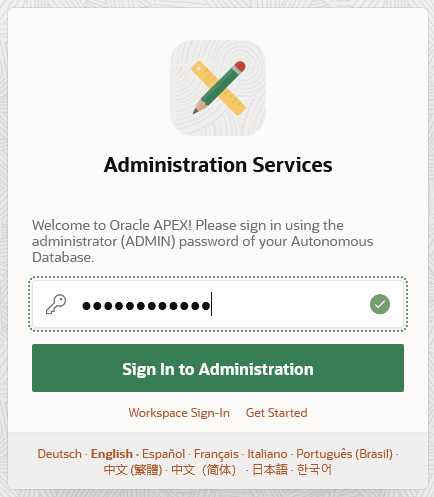 Administration Services
Welcome to Oracle APEX! Please sign in using the
administrator (ADMIN) password of your Autonomous
Database.
●●●●●●●●●●●●
Sign In to Administration
Workspace Sign-In Get Started
Deutsch · English · Español · Français · Italiano · Português (Brasil) ·
中文 (繁體) · 中文（简体） · 日本語 · 한국어